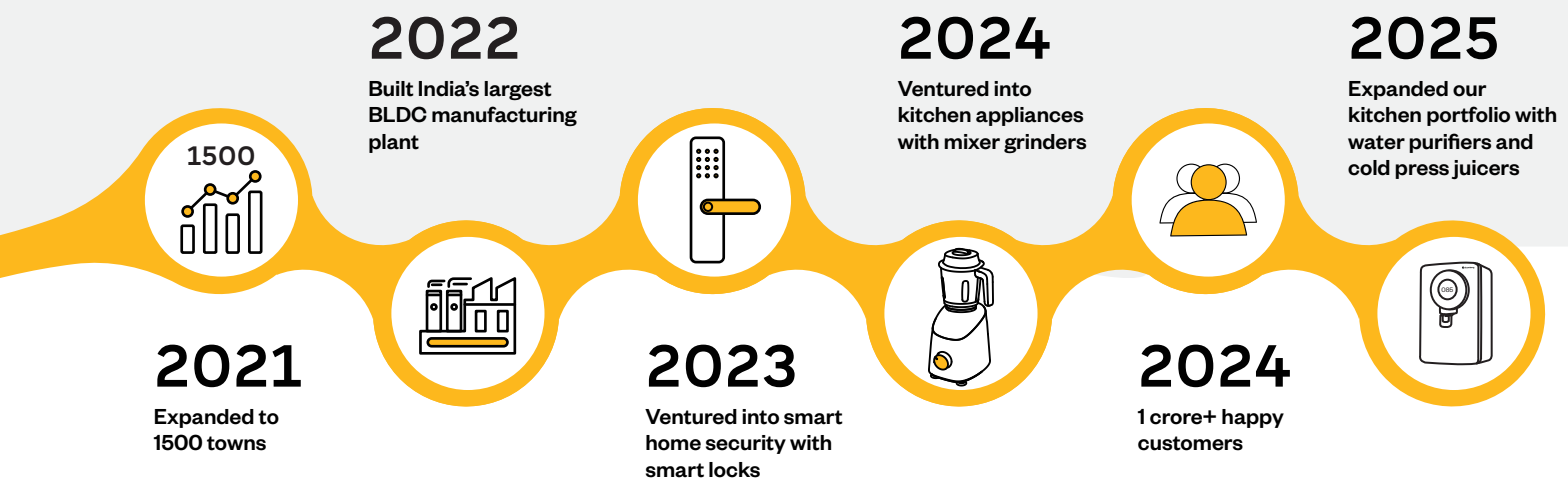 2021
1500
Expanded to
1500 towns
2022
Built India’s largest
BLDC manufacturing
plant
2023
Ventured into smart
home security with
smart locks
2024
Ventured into
kitchen appliances
with mixer grinders
2024
1 crore+ happy
customers
2025
Expanded our
kitchen portfolio with
water purifiers and
cold press juicers